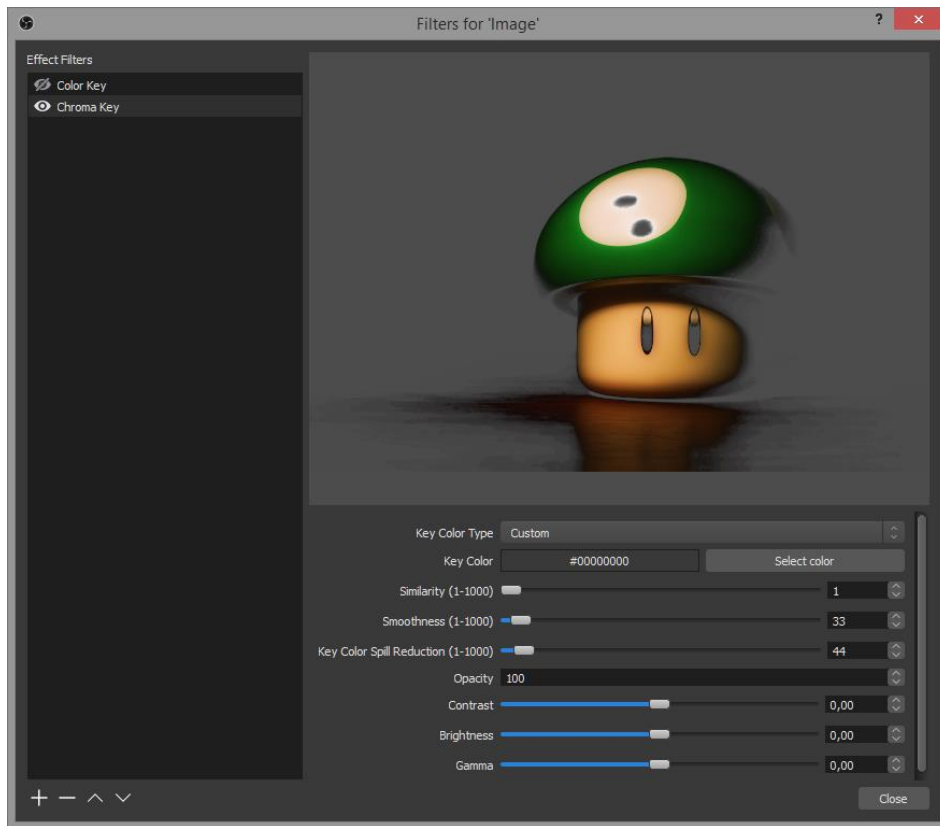 Filters for 'Image'
?
Effect Filters
Color Key
Chroma Key
Key Color Type Custom
Key Color #00000000 Select color
Similarity (1-1000) 1
Smoothness (1-1000) 33
Key Color Spill Reduction (1-1000) 44
Opacity 100
Contrast 0,00
Brightness 0,00
Gamma 0,00
Close